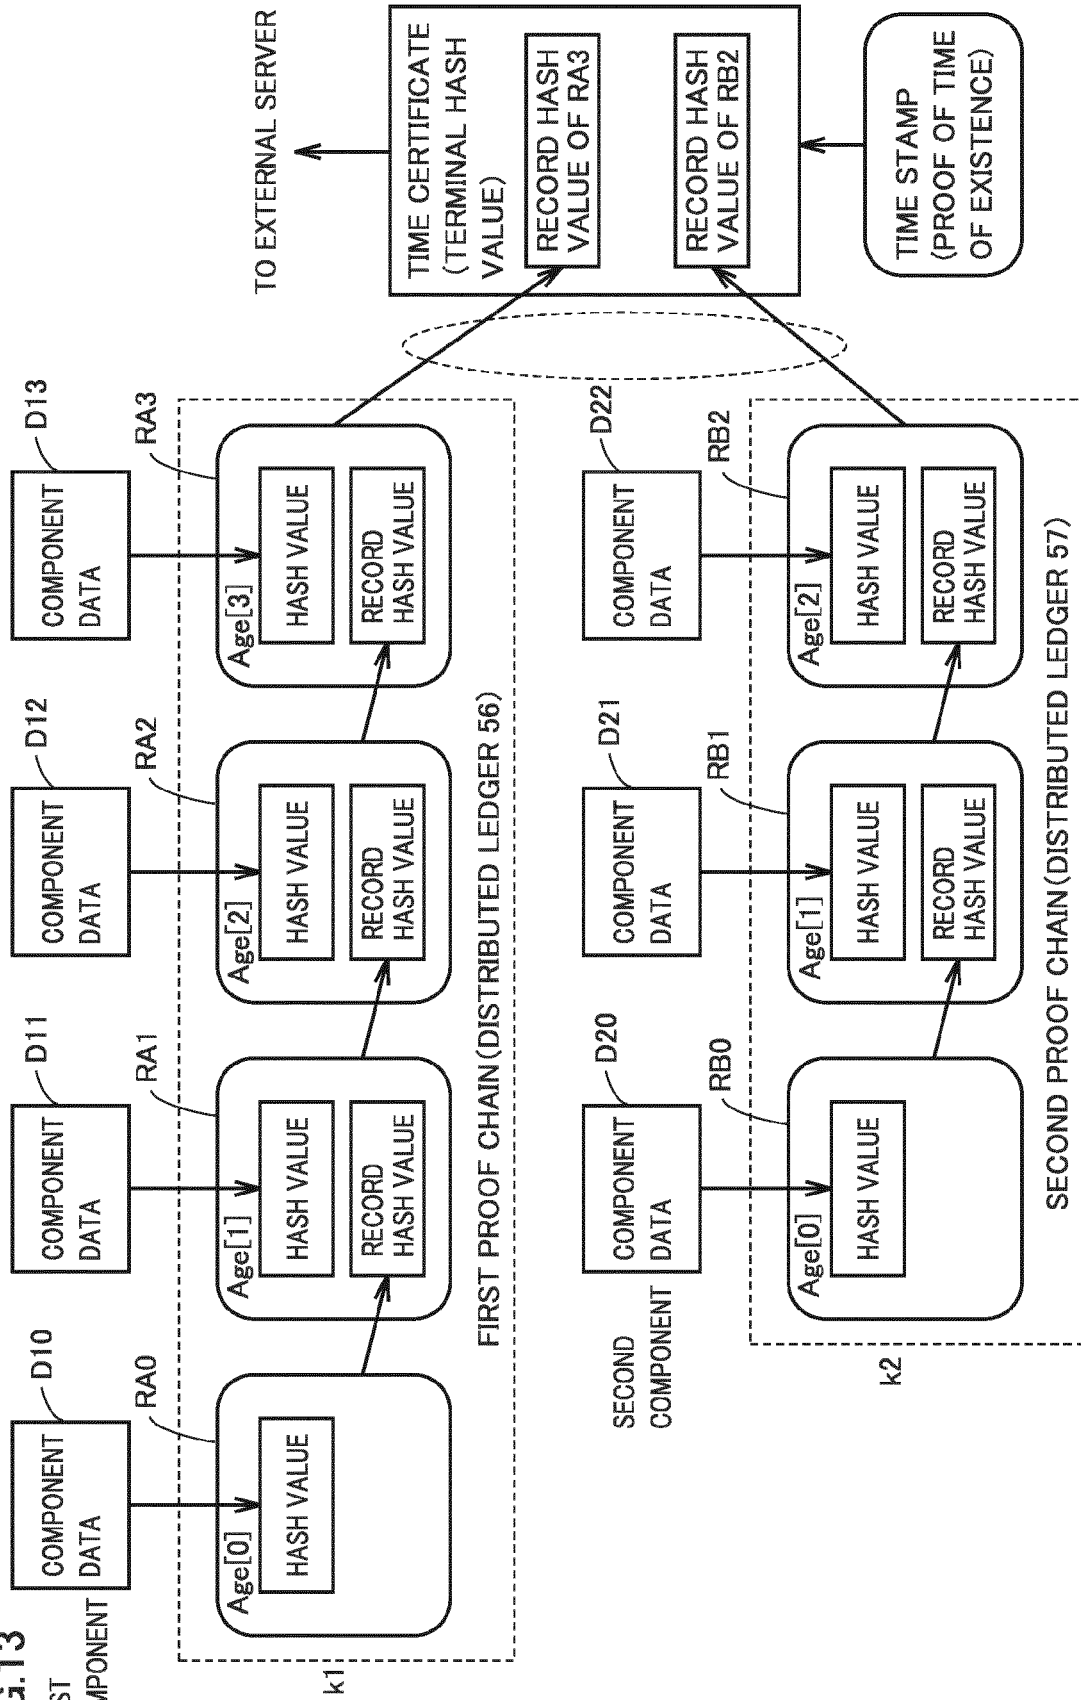 COMPONENT
DATA
D10
COMPONENT
DATA
D11
COMPONENT
DATA
D12
COMPONENT
DATA
D13
k1
RA0
Age[0]
HASH VALUE
RA1
Age[1]
HASH VALUE
RECORD
HASH VALUE
RA2
Age[2]
HASH VALUE
RECORD
HASH VALUE
RA3
Age[3]
HASH VALUE
RECORD
HASH VALUE
FIRST PROOF CHAIN(DISTRIBUTED LEDGER 56)
TO EXTERNAL SERVER
TIME CERTIFICATE
(TERMINAL HASH
VALUE)
RECORD HASH
VALUE OF RA3
RECORD HASH
VALUE OF RB2
TIME STAMP
(PROOF OF TIME
OF EXISTENCE)
SECOND
COMPONENT
COMPONENT
DATA
D20
COMPONENT
DATA
D21
COMPONENT
DATA
D22
k2
RB0
Age[0]
HASH VALUE
RB1
Age[1]
HASH VALUE
RECORD
HASH VALUE
RB2
Age[2]
HASH VALUE
RECORD
HASH VALUE
SECOND PROOF CHAIN(DISTRIBUTED LEDGER 57)